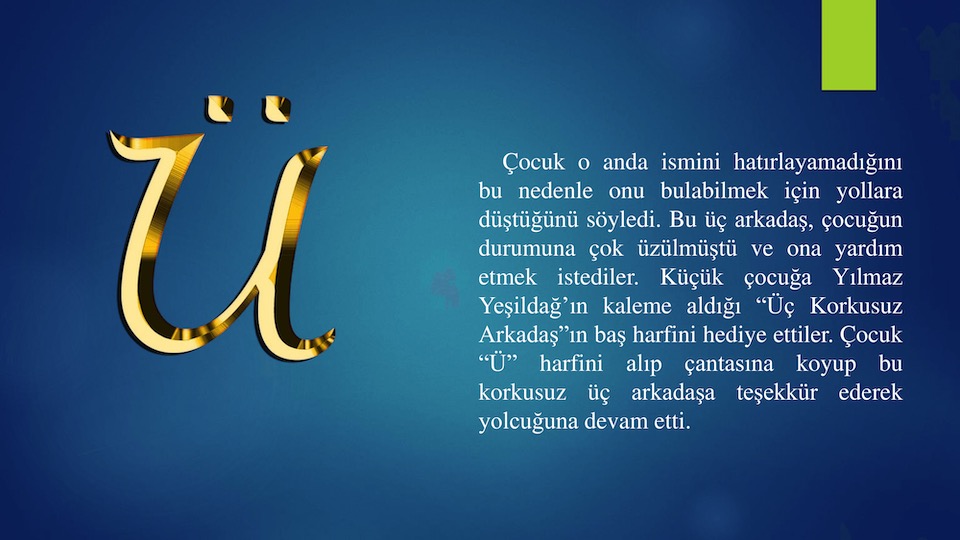 ü
Çocuk o anda ismini hatırlayamadığını
bu nedenle onu bulabilmek için yollara
düştüğünü söyledi. Bu üç arkadaş, çocuğun
durumuna çok üzülmüştü ve ona yardım
etmek istediler. Küçük çocuğa Yılmaz
Yeşildağ’ın kaleme aldığı “Üç Korkusuz
Arkadaş”ın baş harfini hediye ettiler. Çocuk
“Ü” harfini alıp çantasına koyup bu
korkusuz üç arkadaşa teşekkür ederek
yolcuğuna devam etti.